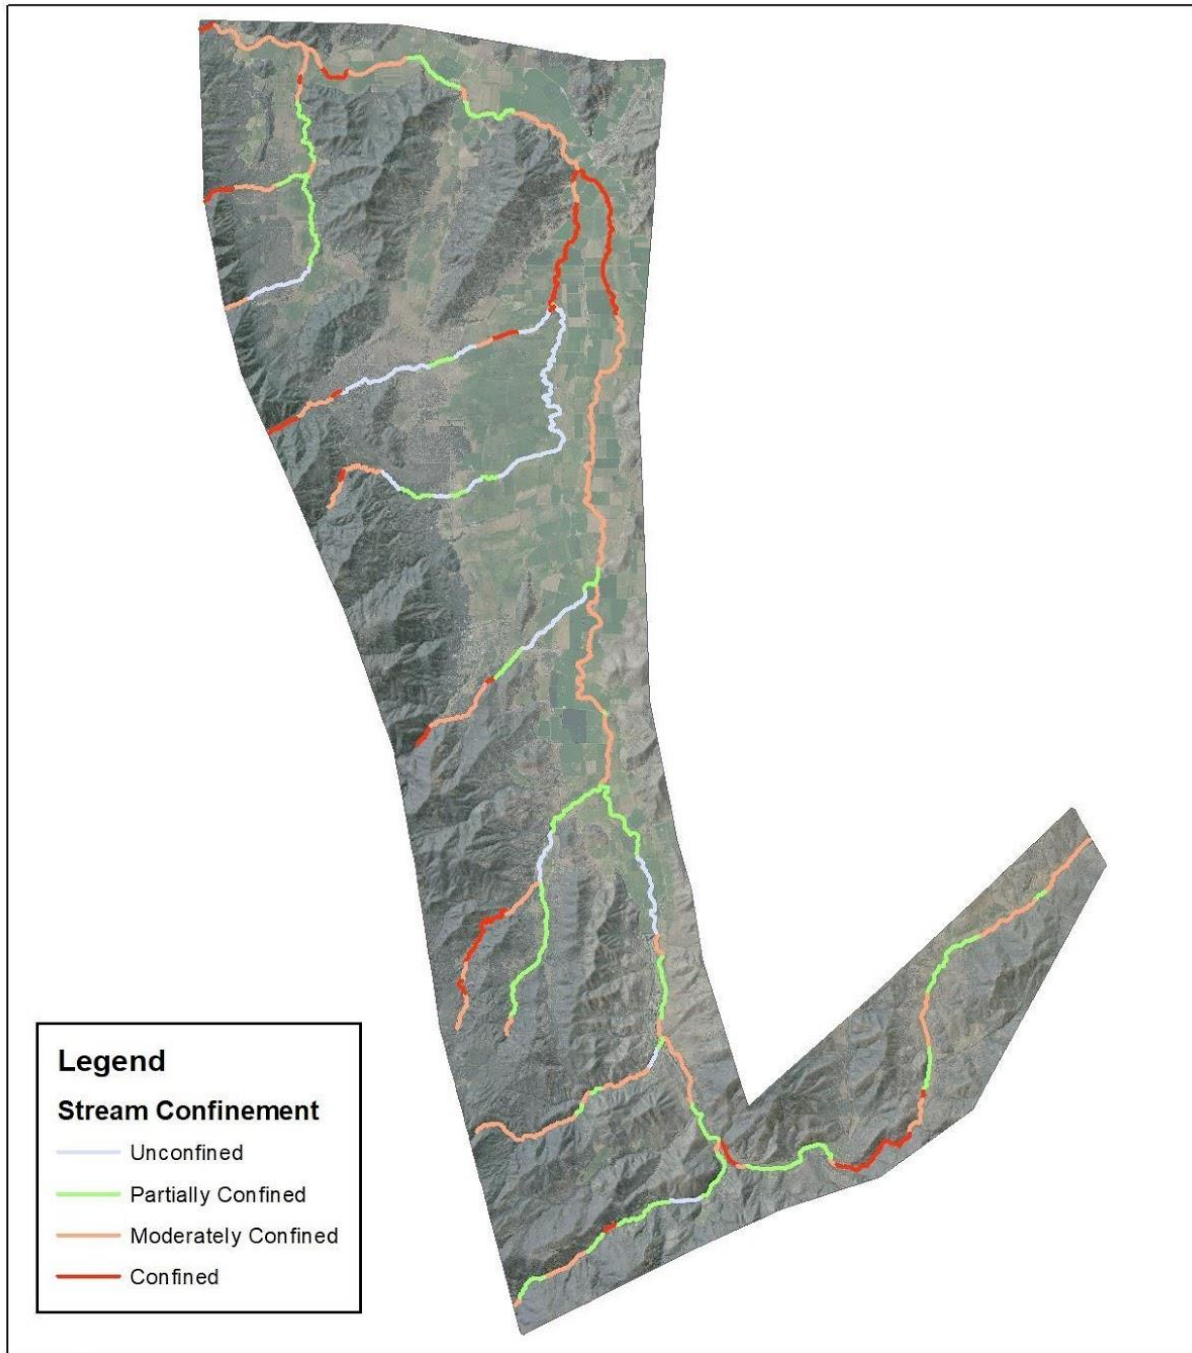 Legend
Stream Confinement
Unconfined
Partially Confined
Moderately Confined
Confined